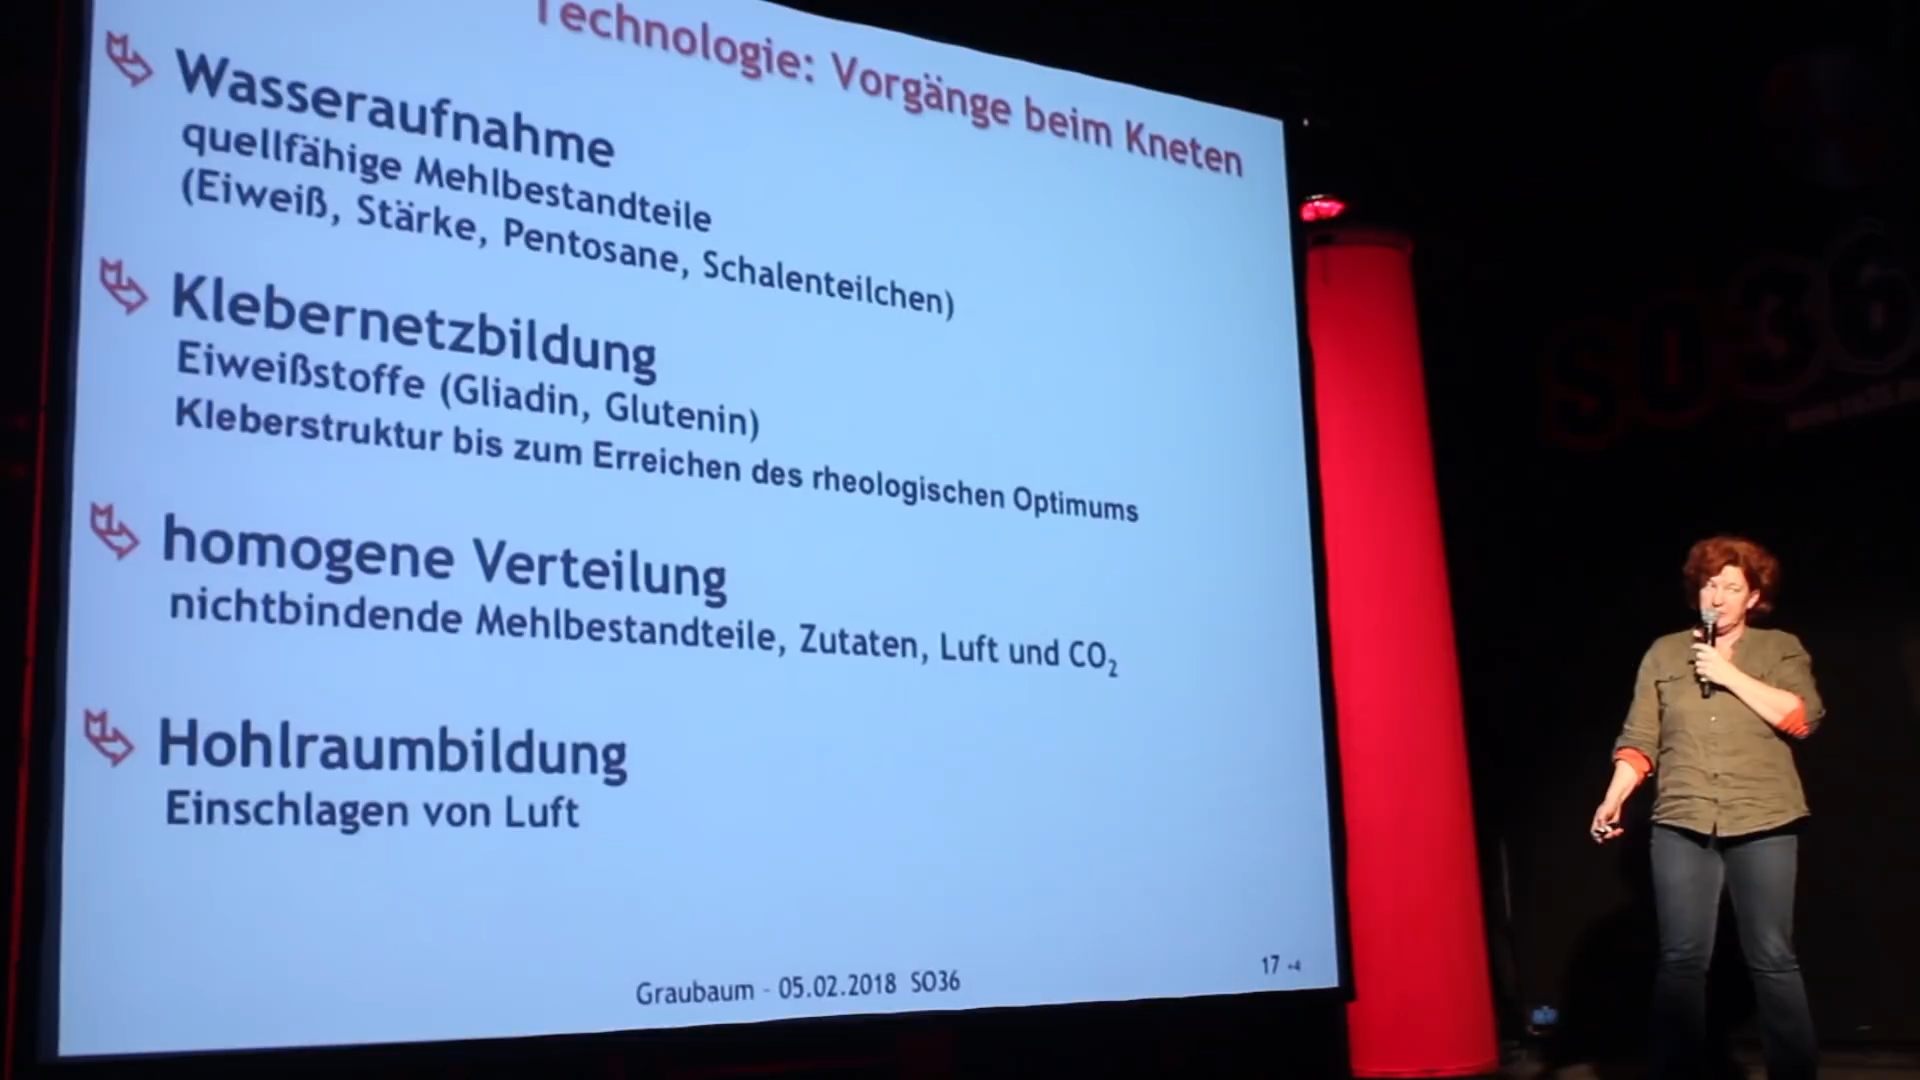 Technologie: Vorgänge beim Kneten
Wasseraufnahme
quellfähige Mehlbestandteile
(Eiweiß, Stärke, Pentosane, Schalenteilchen)
Klebernetzbildung
Eiweißstoffe (Gliadin, Glutenin)
Kleberstruktur bis zum Erreichen des rheologischen Optimums
homogene Verteilung
nichtbindende Mehlbestandteile, Zutaten, Luft und CO₂
Hohlraumbildung
Einschlagen von Luft
Graubaum - 05.02.2018 SO36
17
SO36